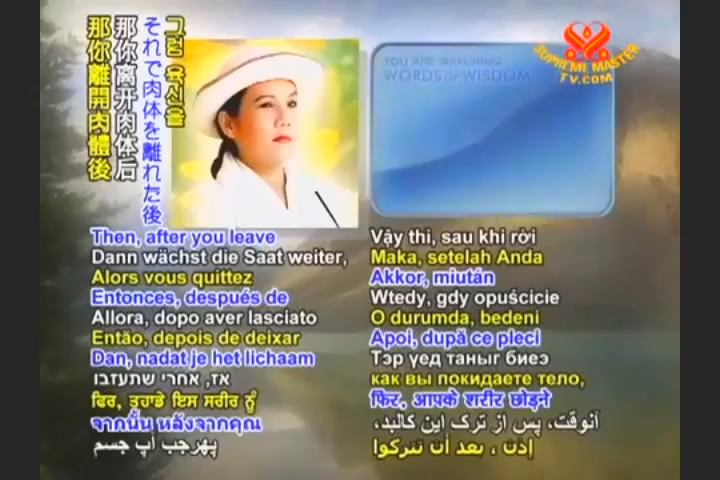 그럼 육신을
それで肉体を離れた後
那你离开肉体后
那你離開肉體後
YOU ARE WATCHING
WORDS of WISDOM
SUPREME MASTER
TV.COM
Then, after you leave
Dann wächst die Saat weiter,
Alors vous quittez
Entonces, después de
Allora, dopo aver lasciato
Então, depois de deixar
Dan, nadat je het lichaam
אז, אחרי שתעזבו
ਫਿਰ, ਤੁਹਾਡੇ ਇਸ ਸਰੀਰ ਨੂੰ
จากนั้น หลังจากคุณ
پھرجب آپ جسم
Vậy thì, sau khi rời
Maka, setelah Anda
Akkor, miután
Wtedy, gdy opuścicie
O durumda, bedeni
Apoi, după ce pleci
Тэр үед таныг биеэ
как вы покидаете тело,
फिर, आपके शरीर छोड़ने
آنوقت، پس از ترک این کالبد،
إذن ، بعد أن تتركوا